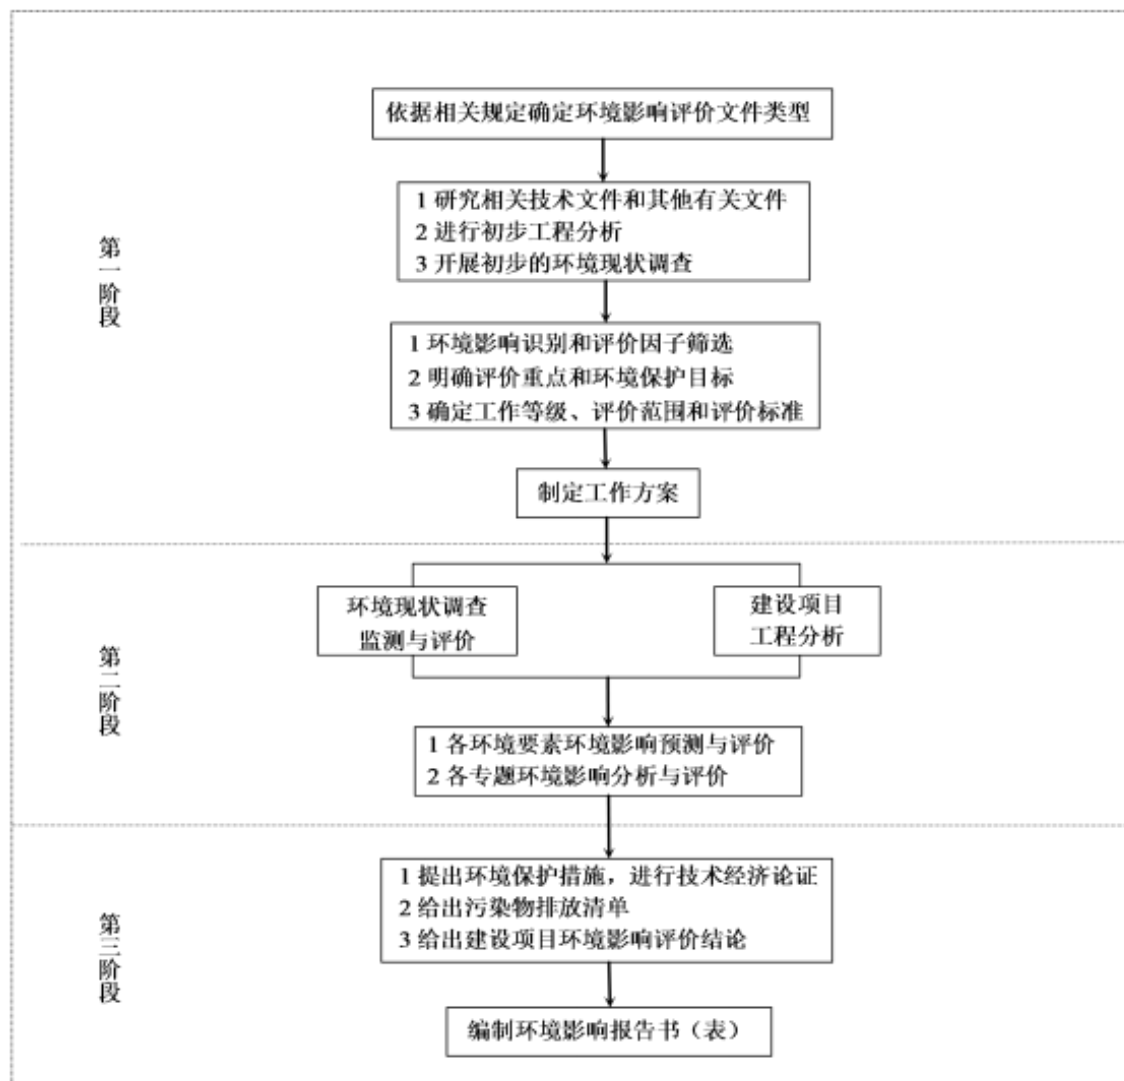 依据相关规定确定环境影响评价文件类型
1 研究相关技术文件和其他有关文件
2 进行初步工程分析
3 开展初步的环境现状调查
第一阶段
1 环境影响识别和评价因子筛选
2 明确评价重点和环境保护目标
3 确定工作等级、评价范围和评价标准
制定工作方案
环境现状调查
监测与评价
建设项目
工程分析
第二阶段
1 各环境要素环境影响预测与评价
2 各专题环境影响分析与评价
1 提出环境保护措施，进行技术经济论证
2 给出污染物排放清单
3 给出建设项目环境影响评价结论
第三阶段
编制环境影响报告书（表）